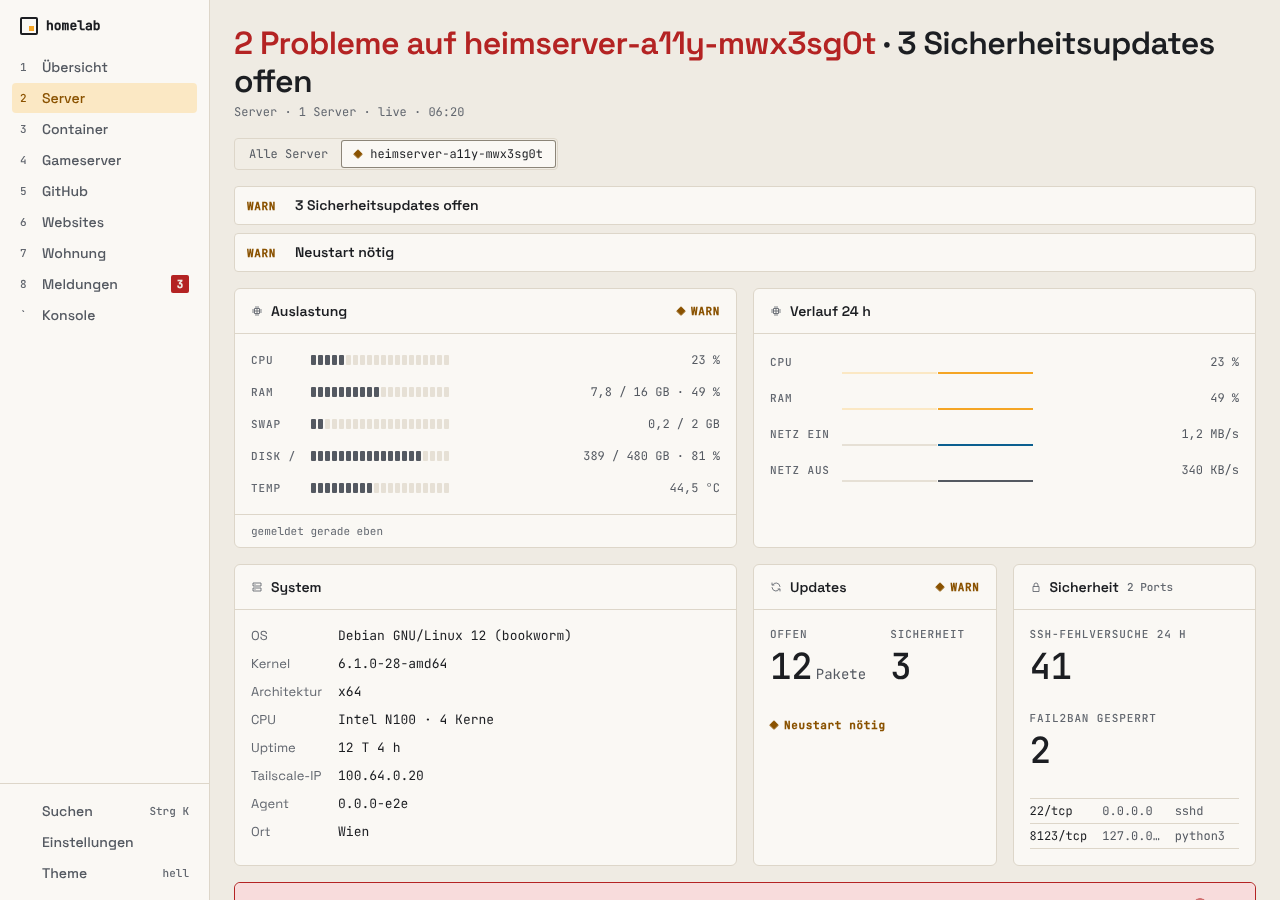 homelab
1 Übersicht
2 Server
3 Container
4 Gameserver
5 GitHub
6 Websites
7 Wohnung
8 Meldungen 3
` Konsole
Suchen Strg K
Einstellungen
Theme hell
2 Probleme auf heimserver-a11y-mwx3sg0t · 3 Sicherheitsupdates
offen
Server · 1 Server · live · 06:20
Alle Server ◆ heimserver-a11y-mwx3sg0t
WARN 3 Sicherheitsupdates offen
WARN Neustart nötig
Auslastung ◆ WARN
CPU 23 %
RAM 7,8 / 16 GB · 49 %
SWAP 0,2 / 2 GB
DISK / 389 / 480 GB · 81 %
TEMP 44,5 °C
gemeldet gerade eben
Verlauf 24 h
CPU 23 %
RAM 49 %
NETZ EIN 1,2 MB/s
NETZ AUS 340 KB/s
System
OS Debian GNU/Linux 12 (bookworm)
Kernel 6.1.0-28-amd64
Architektur x64
CPU Intel N100 · 4 Kerne
Uptime 12 T 4 h
Tailscale-IP 100.64.0.20
Agent 0.0.0-e2e
Ort Wien
Updates ◆ WARN
OFFEN SICHERHEIT
12 Pakete 3
◆ Neustart nötig
Sicherheit 2 Ports
SSH-FEHLVERSUCHE 24 H
41
FAIL2BAN GESPERRT
2
22/tcp 0.0.0.0 sshd
8123/tcp 127.0.0… python3